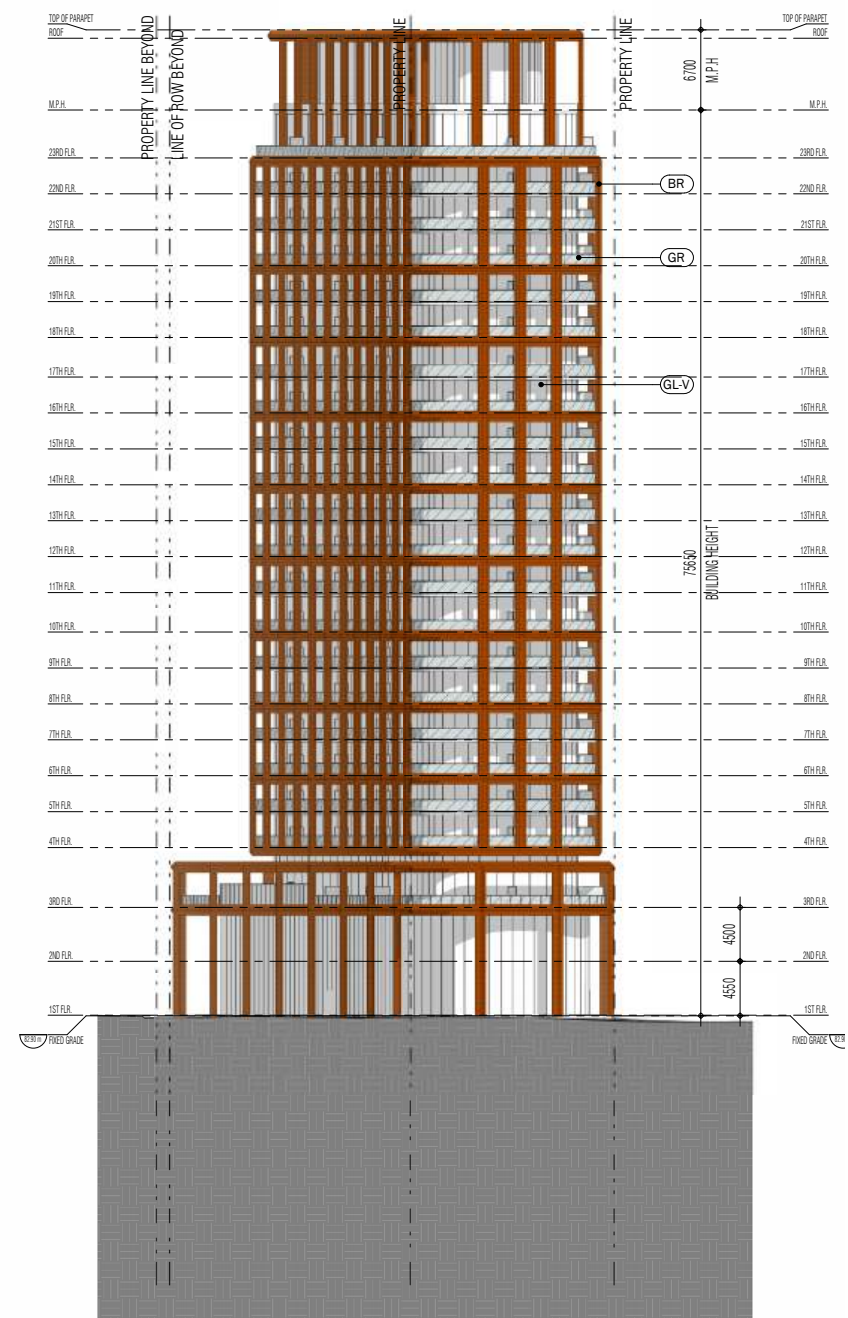 TOP OF PARAPET
ROOF
M.P.H.
23RD FLR.
22ND FLR.
21ST FLR.
20TH FLR.
19TH FLR.
18TH FLR.
17TH FLR.
16TH FLR.
15TH FLR.
14TH FLR.
13TH FLR.
12TH FLR.
11TH FLR.
10TH FLR.
9TH FLR.
8TH FLR.
7TH FLR.
6TH FLR.
5TH FLR.
4TH FLR.
3RD FLR.
2ND FLR.
1ST FLR.
FIXED GRADE
PROPERTY LINE BEYOND
LINE OF ROW BEYOND
PROPERTY LINE
PROPERTY LINE
BR
GR
GL-V
6700
M.P.H
75650
BUILDING HEIGHT
4500
4550
TOP OF PARAPET
ROOF
M.P.H.
23RD FLR.
22ND FLR.
21ST FLR.
20TH FLR.
19TH FLR.
18TH FLR.
17TH FLR.
16TH FLR.
15TH FLR.
14TH FLR.
13TH FLR.
12TH FLR.
11TH FLR.
10TH FLR.
9TH FLR.
8TH FLR.
7TH FLR.
6TH FLR.
5TH FLR.
4TH FLR.
3RD FLR.
2ND FLR.
1ST FLR.
FIXED GRADE